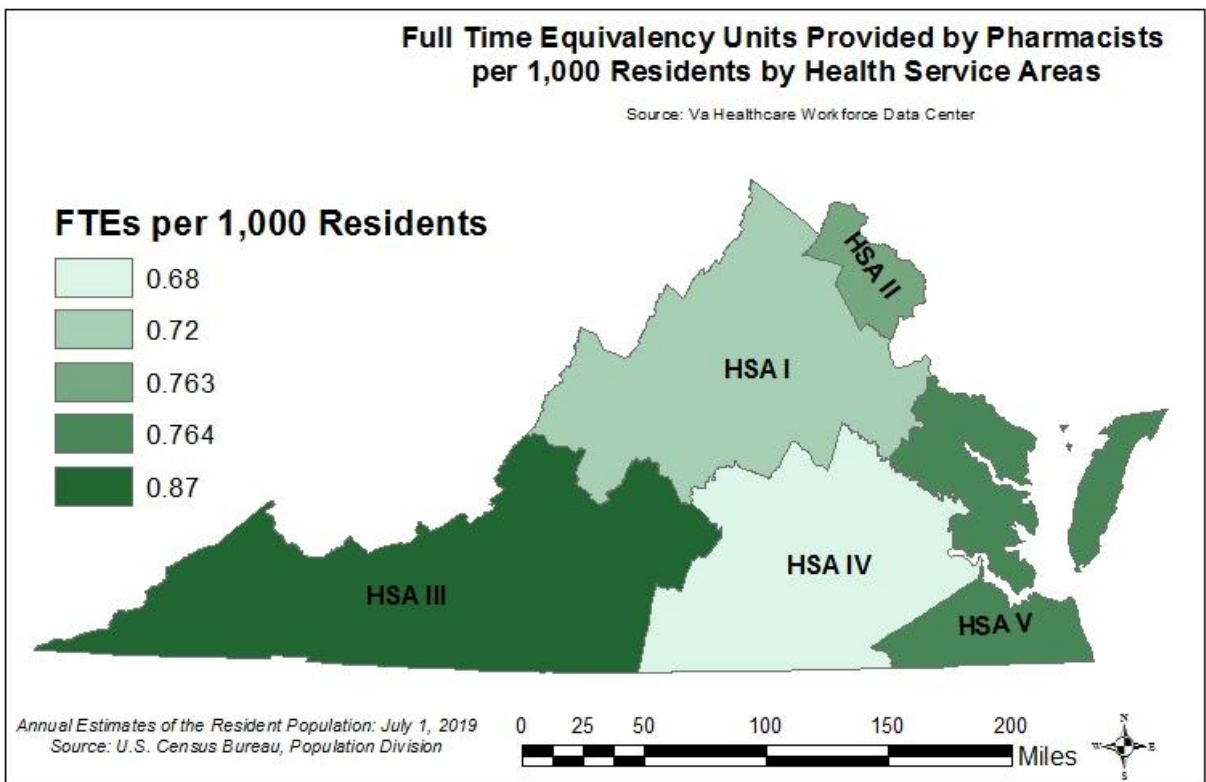 Full Time Equivalency Units Provided by Pharmacists
per 1,000 Residents by Health Service Areas
Source: Va Healthcare Workforce Data Center
FTEs per 1,000 Residents
0.68
0.72
0.763
0.764
0.87
HSA II
HSA I
HSA IV
HSA III
HSA V
Annual Estimates of the Resident Population: July 1, 2019
Source: U.S. Census Bureau, Population Division
0 25 50 100 150 200
Miles
N
W E
S